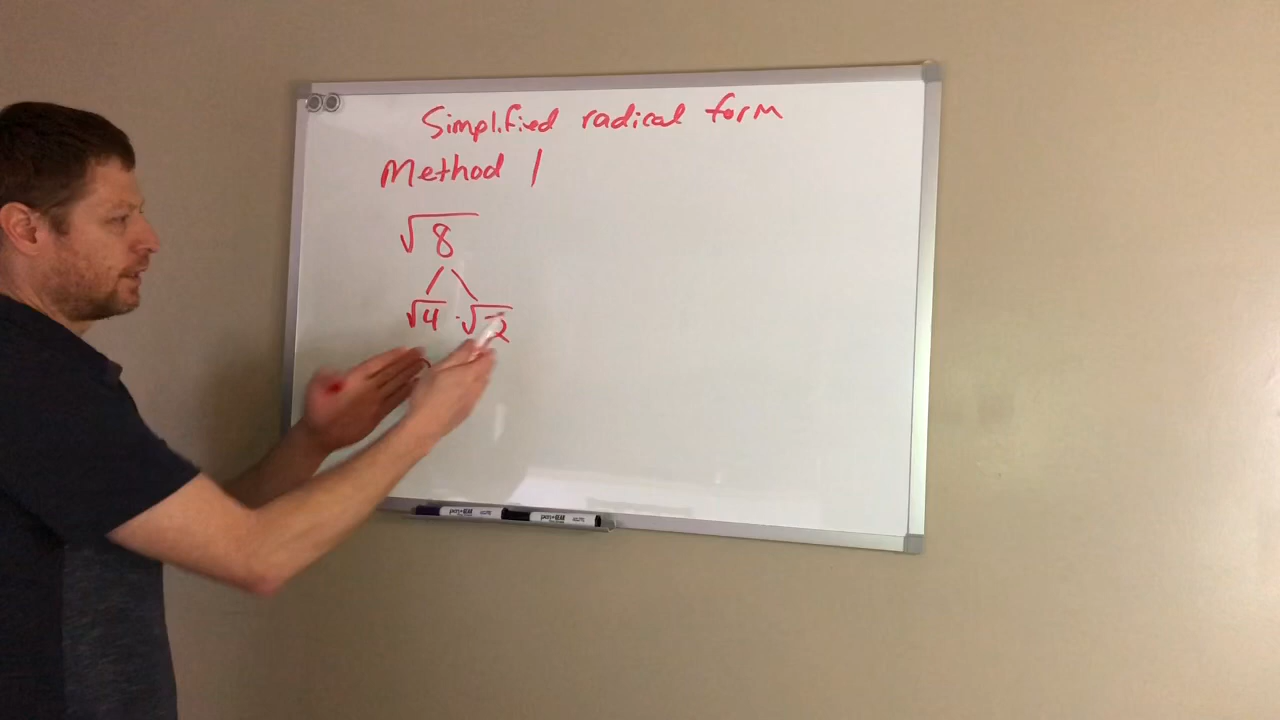 Simplified radical form
Method 1
√8
√4 · √2